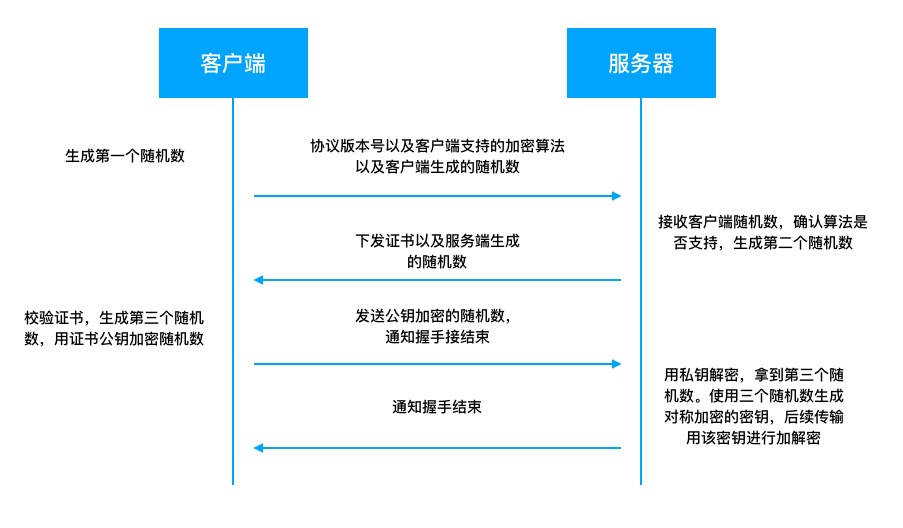 客户端
服务器
生成第一个随机数
协议版本号以及客户端支持的加密算法
以及客户端生成的随机数
接收客户端随机数，确认算法是
否支持，生成第二个随机数
下发证书以及服务端生成
的随机数
校验证书，生成第三个随机
数，用证书公钥加密随机数
发送公钥加密的随机数，
通知握手接结束
用私钥解密，拿到第三个随
机数。使用三个随机数生成
对称加密的密钥，后续传输
用该密钥进行加解密
通知握手结束